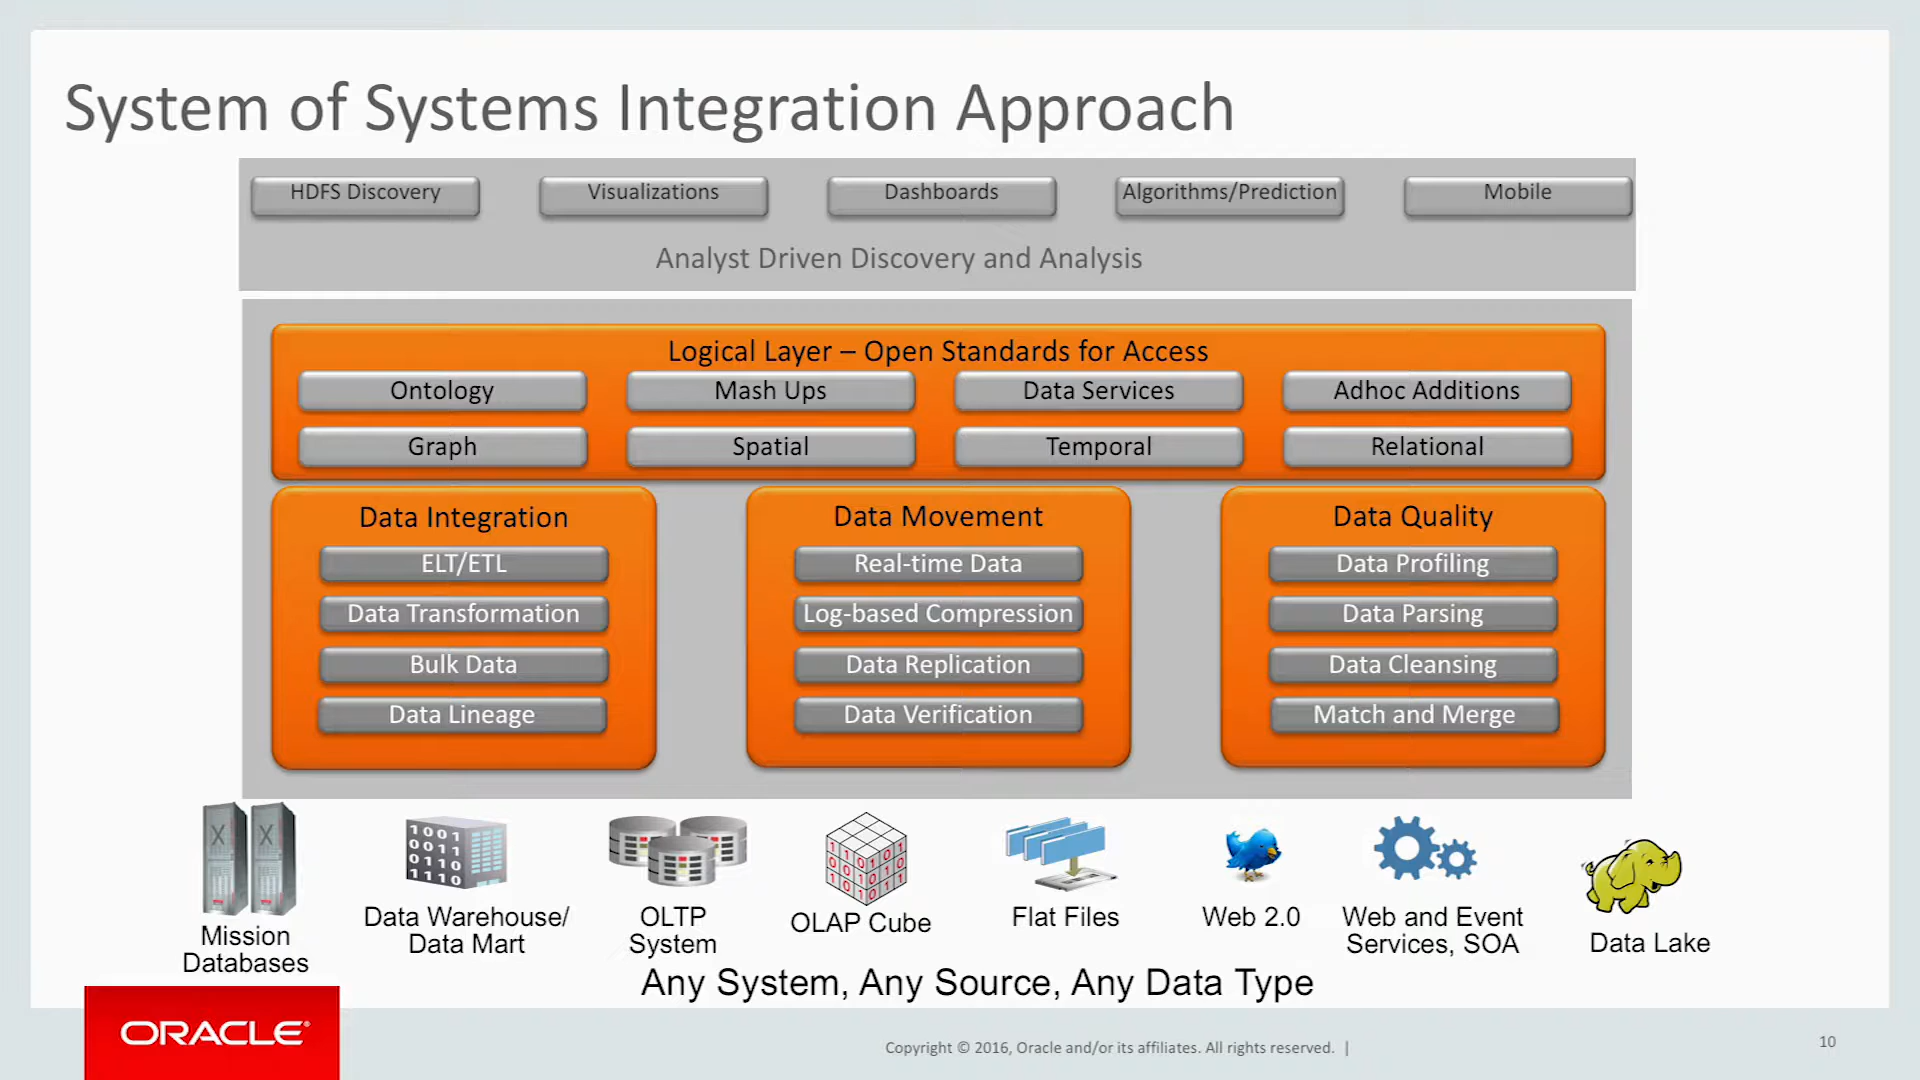 System of Systems Integration Approach
HDFS Discovery
Visualizations
Dashboards
Algorithms/Prediction
Mobile
Analyst Driven Discovery and Analysis
Logical Layer – Open Standards for Access
Ontology
Mash Ups
Data Services
Adhoc Additions
Graph
Spatial
Temporal
Relational
Data Integration
ELT/ETL
Data Transformation
Bulk Data
Data Lineage
Data Movement
Real-time Data
Log-based Compression
Data Replication
Data Verification
Data Quality
Data Profiling
Data Parsing
Data Cleansing
Match and Merge
X X
1001
0011
0110
1110
Mission
Databases
Data Warehouse/
Data Mart
OLTP
System
OLAP Cube
Flat Files
Web 2.0
Web and Event
Services, SOA
Data Lake
Any System, Any Source, Any Data Type
ORACLE®
Copyright © 2016, Oracle and/or its affiliates. All rights reserved. |
10